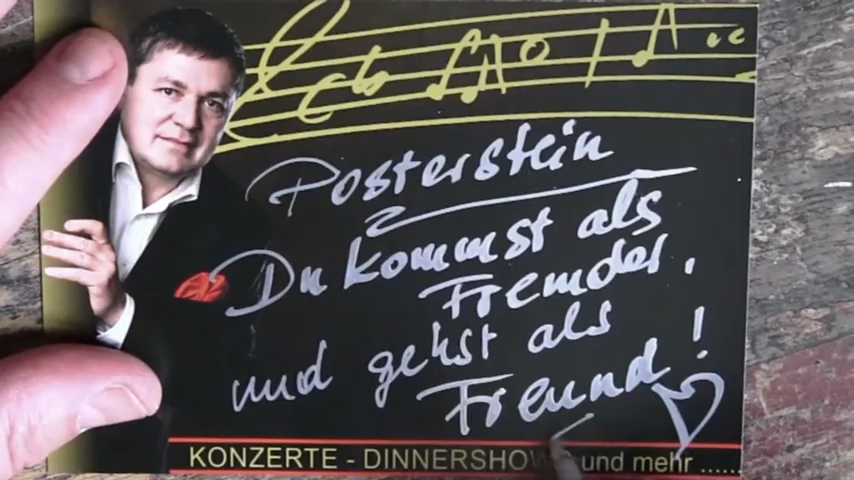 Posterstein
Du kommst als
Fremder,
und gehst als
Freund!
KONZERTE - DINNERSHOW und mehr ......